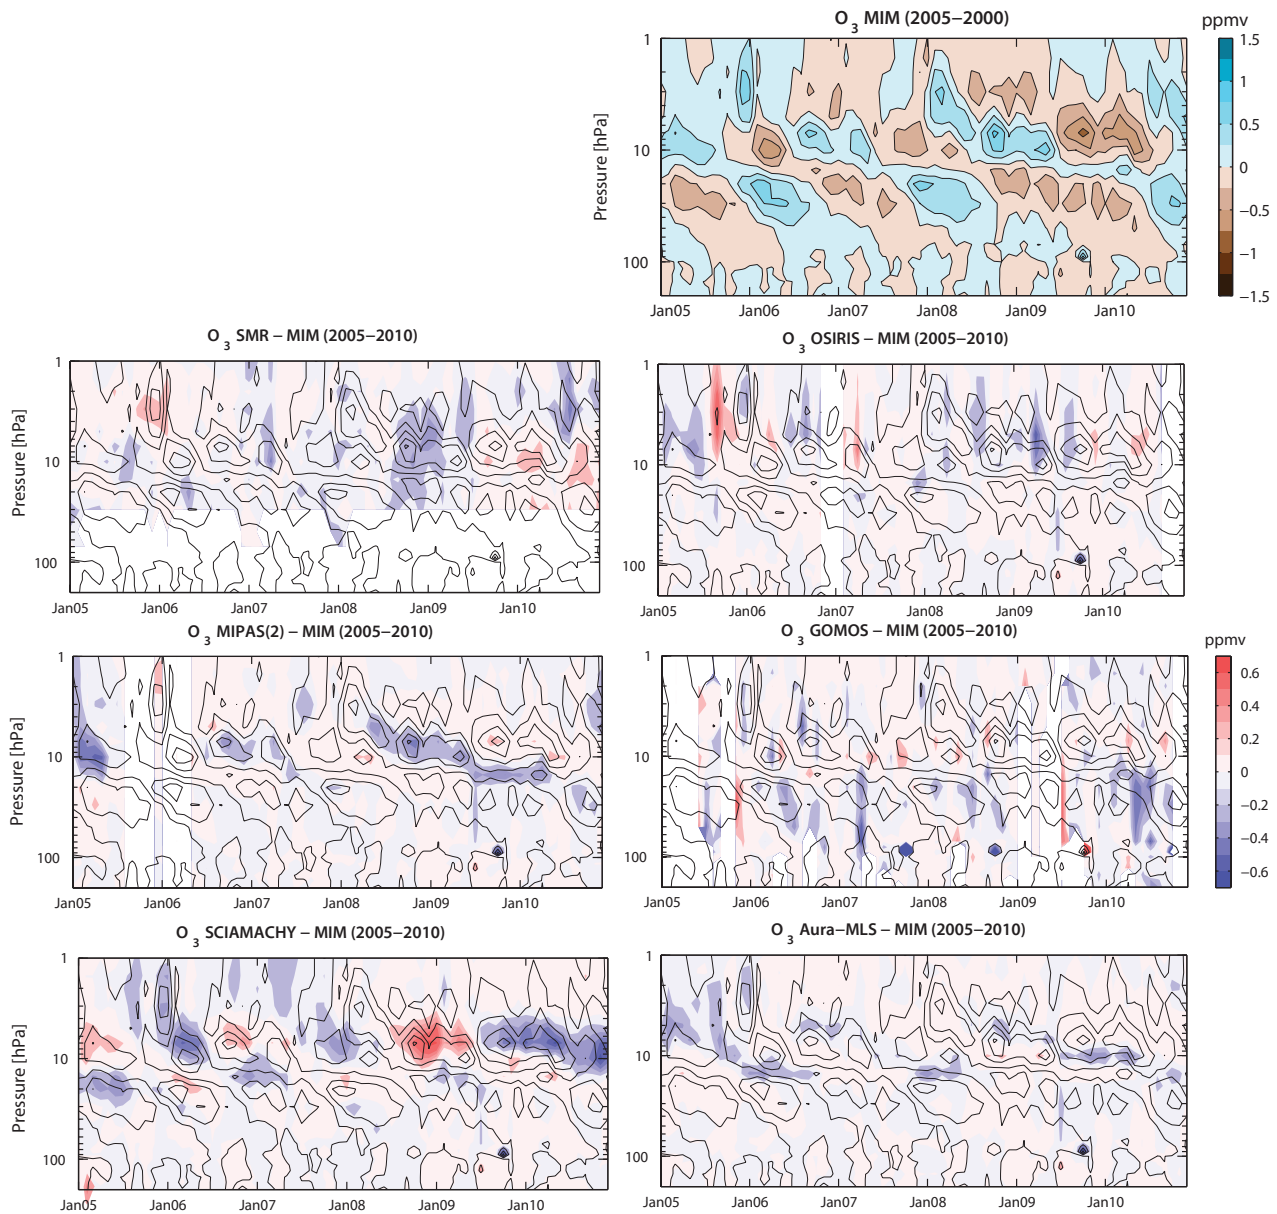 O3 MIM (2005−2000)
ppmv
Pressure [hPa]
1
10
100
1.5
1
0.5
0
−0.5
−1
−1.5
Jan05 Jan06 Jan07 Jan08 Jan09 Jan10
O3 SMR − MIM (2005−2010)
Pressure [hPa]
1
10
100
Jan05 Jan06 Jan07 Jan08 Jan09 Jan10
O3 OSIRIS − MIM (2005−2010)
1
10
100
Jan05 Jan06 Jan07 Jan08 Jan09 Jan10
O3 MIPAS(2) − MIM (2005−2010)
Pressure [hPa]
1
10
100
Jan05 Jan06 Jan07 Jan08 Jan09 Jan10
O3 GOMOS − MIM (2005−2010)
1
10
100
Jan05 Jan06 Jan07 Jan08 Jan09 Jan10
ppmv
0.6
0.4
0.2
0
−0.2
−0.4
−0.6
O3 SCIAMACHY − MIM (2005−2010)
Pressure [hPa]
1
10
100
Jan05 Jan06 Jan07 Jan08 Jan09 Jan10
O3 Aura−MLS − MIM (2005−2010)
1
10
100
Jan05 Jan06 Jan07 Jan08 Jan09 Jan10